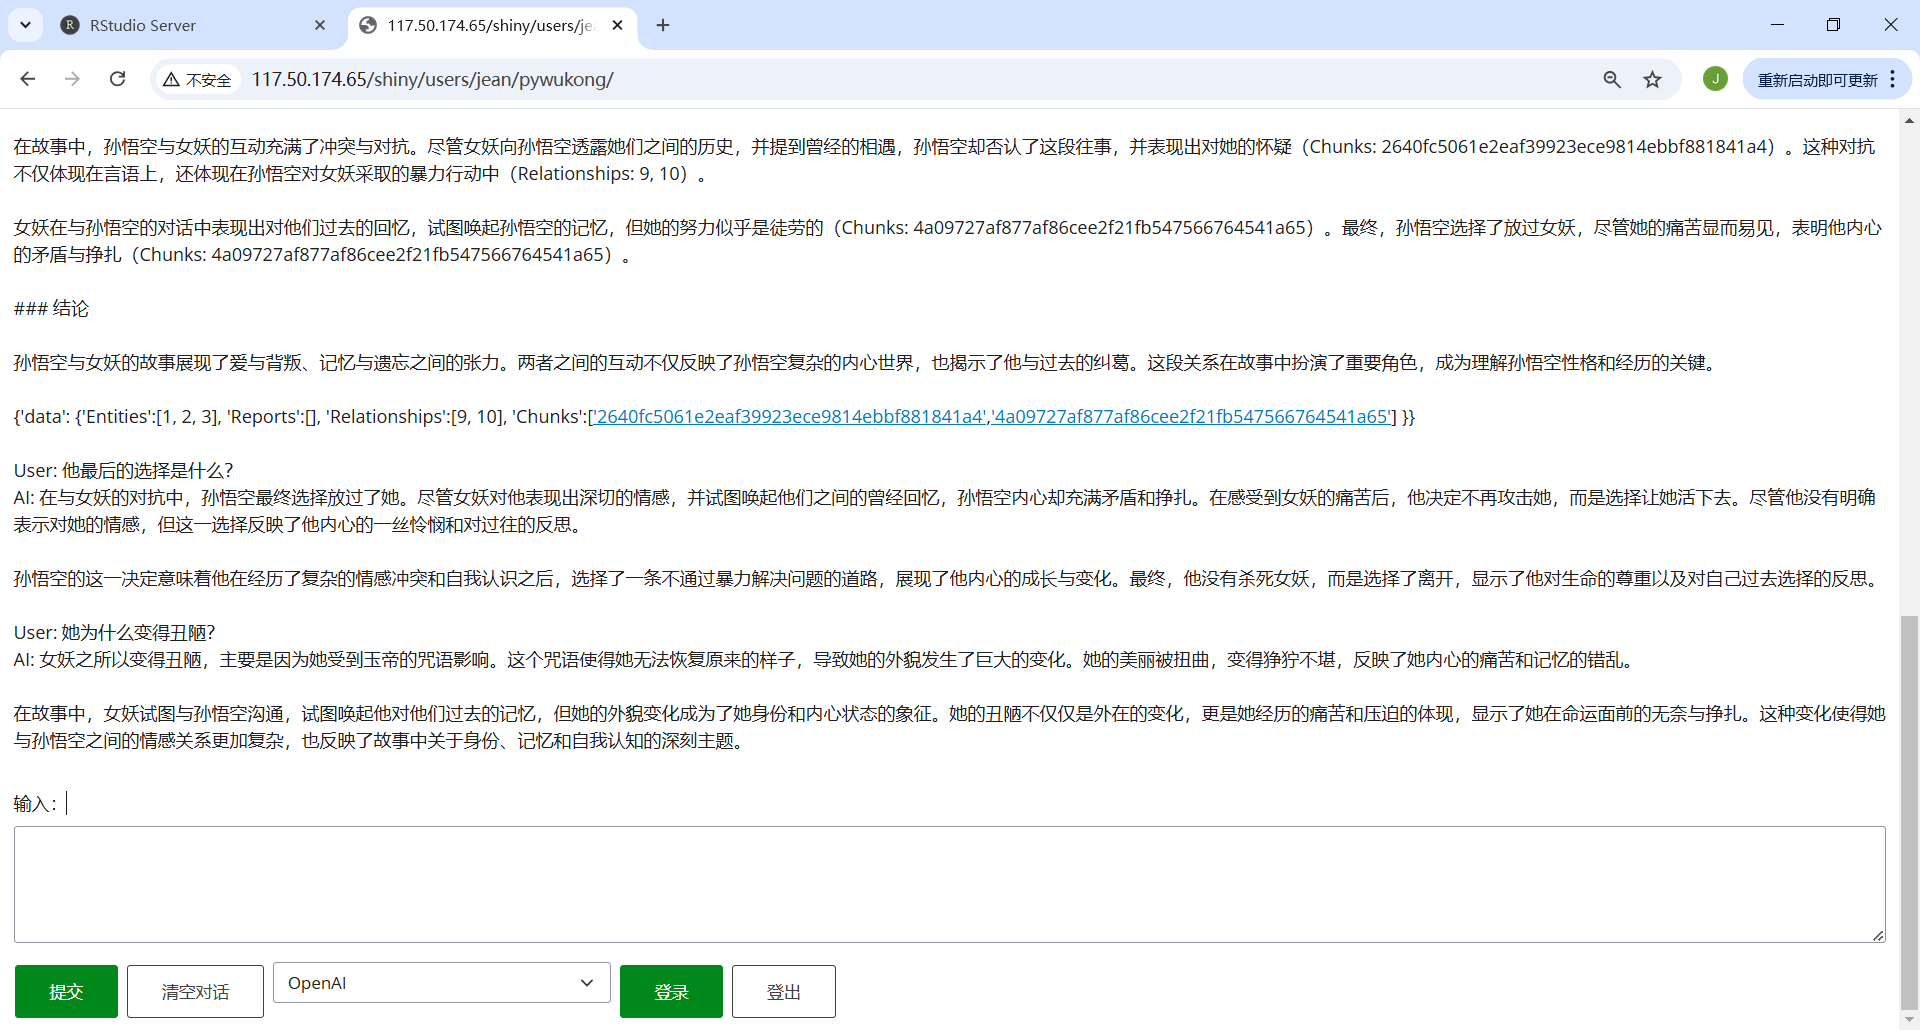 RStudio Server
117.50.174.65/shiny/users/jea
不安全
117.50.174.65/shiny/users/jean/pywukong/
J
重新启动即可更新
在故事中，孙悟空与女妖的互动充满了冲突与对抗。尽管女妖向孙悟空透露她们之间的历史，并提到曾经的相遇，孙悟空却否认了这段往事，并表现出对她的怀疑（Chunks: 2640fc5061e2eaf39923ece9814ebbf881841a4）。这种对抗
不仅体现在言语上，还体现在孙悟空对女妖采取的暴力行动中（Relationships: 9, 10）。
女妖在与孙悟空的对话中表现出对他们过去的回忆，试图唤起孙悟空的记忆，但她的努力似乎是徒劳的（Chunks: 4a09727af877af86cee2f21fb547566764541a65）。最终，孙悟空选择了放过女妖，尽管她的痛苦显而易见，表明他内心
的矛盾与挣扎（Chunks: 4a09727af877af86cee2f21fb547566764541a65）。
### 结论
孙悟空与女妖的故事展现了爱与背叛、记忆与遗忘之间的张力。两者之间的互动不仅反映了孙悟空复杂的内心世界，也揭示了他与过去的纠葛。这段关系在故事中扮演了重要角色，成为理解孙悟空性格和经历的关键。
{'data': {'Entities':[1, 2, 3], 'Reports':[], 'Relationships':[9, 10], 'Chunks':['2640fc5061e2eaf39923ece9814ebbf881841a4','4a09727af877af86cee2f21fb547566764541a65'] }}
User: 他最后的选择是什么？
AI: 在与女妖的对抗中，孙悟空最终选择放过了她。尽管女妖对他表现出深切的情感，并试图唤起他们之间的曾经回忆，孙悟空内心却充满矛盾和挣扎。在感受到女妖的痛苦后，他决定不再攻击她，而是选择让她活下去。尽管他没有明确
表示对她的情感，但这一选择反映了他内心的一丝怜悯和对过往的反思。
孙悟空的这一决定意味着他在经历了复杂的情感冲突和自我认识之后，选择了一条不通过暴力解决问题的道路，展现了他内心的成长与变化。最终，他没有杀死女妖，而是选择了离开，显示了他对生命的尊重以及对自己过去选择的反思。
User: 她为什么变得丑陋？
AI: 女妖之所以变得丑陋，主要是因为她受到玉帝的咒语影响。这个咒语使得她无法恢复原来的样子，导致她的外貌发生了巨大的变化。她的美丽被扭曲，变得狰狞不堪，反映了她内心的痛苦和记忆的错乱。
在故事中，女妖试图与孙悟空沟通，试图唤起他对他们过去的记忆，但她的外貌变化成为了她身份和内心状态的象征。她的丑陋不仅仅是外在的变化，更是她经历的痛苦和压迫的体现，显示了她在命运面前的无奈与挣扎。这种变化使得她
与孙悟空之间的情感关系更加复杂，也反映了故事中关于身份、记忆和自我认知的深刻主题。
输入：
提交
清空对话
OpenAI
登录
登出